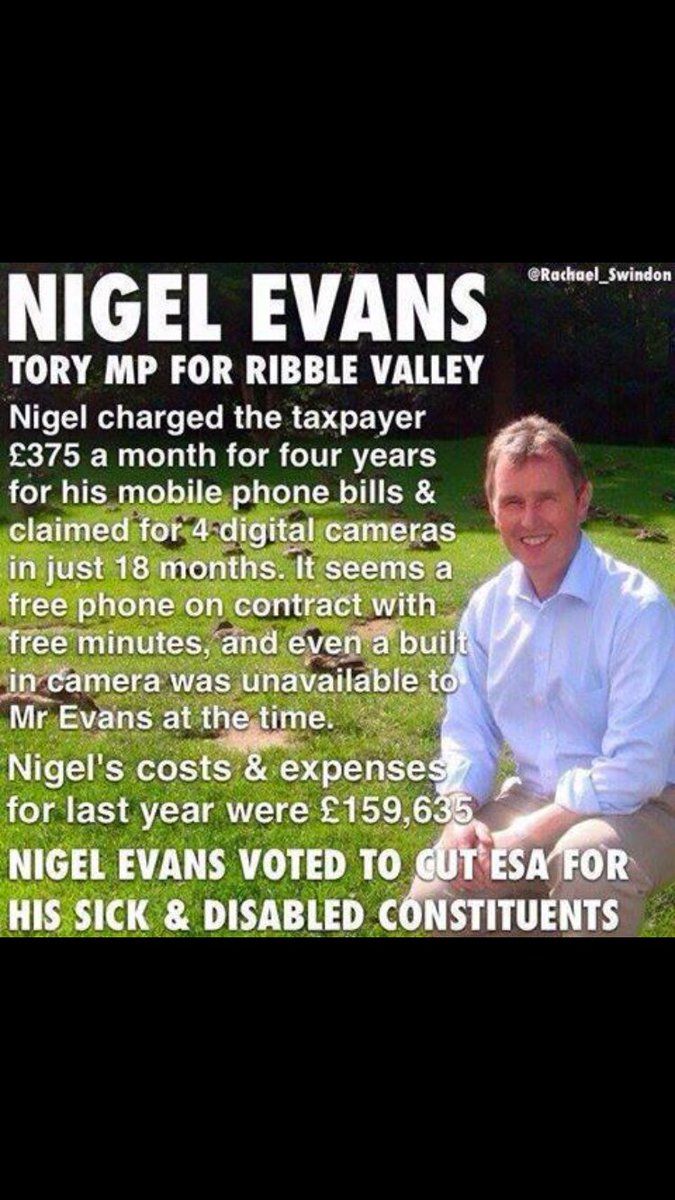 @Rachael_Swindon
NIGEL EVANS
TORY MP FOR RIBBLE VALLEY
Nigel charged the taxpayer
£375 a month for four years
for his mobile phone bills &
claimed for 4 digital cameras
in just 18 months. It seems a
free phone on contract with
free minutes, and even a built
in camera was unavailable to
Mr Evans at the time.
Nigel's costs & expenses
for last year were £159,635
NIGEL EVANS VOTED TO CUT ESA FOR
HIS SICK & DISABLED CONSTITUENTS